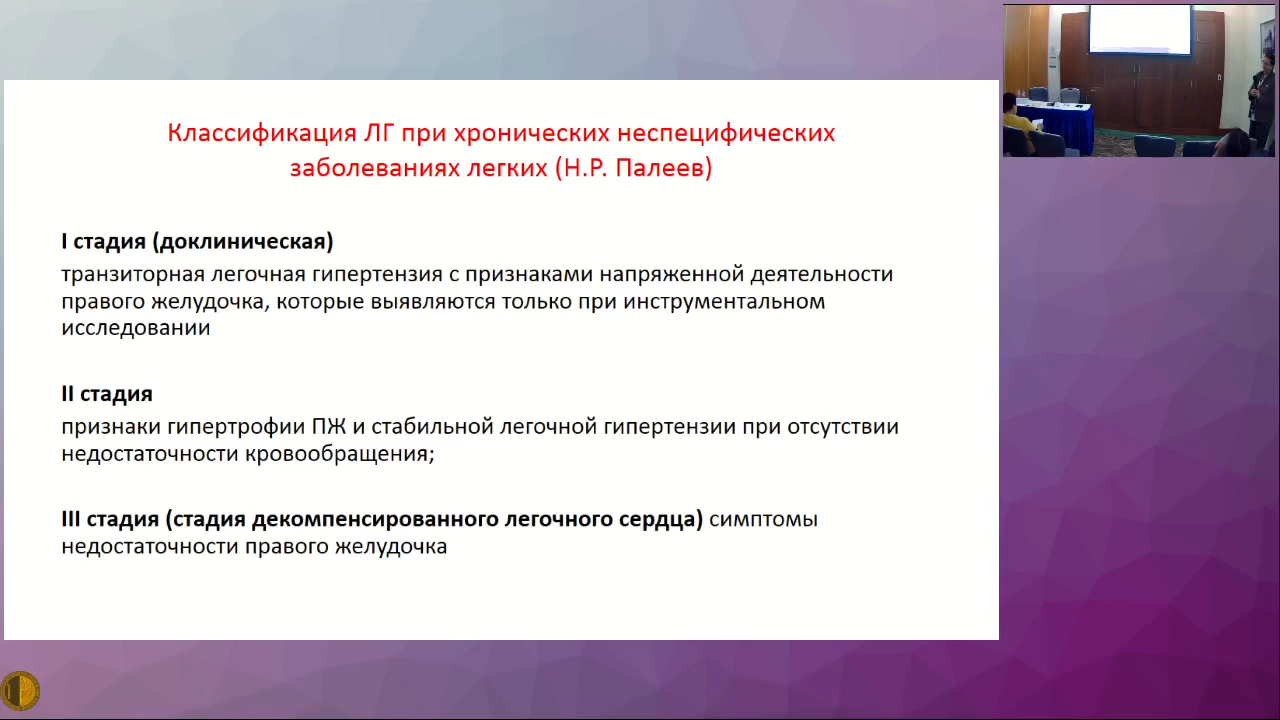 Классификация ЛГ при хронических неспецифических
заболеваниях легких (Н.Р. Палеев)
I стадия (доклиническая)
транзиторная легочная гипертензия с признаками напряженной деятельности
правого желудочка, которые выявляются только при инструментальном
исследовании
II стадия
признаки гипертрофии ПЖ и стабильной легочной гипертензии при отсутствии
недостаточности кровообращения;
III стадия (стадия декомпенсированного легочного сердца) симптомы
недостаточности правого желудочка